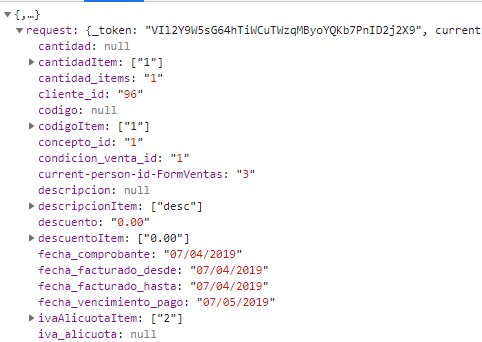 ▼{,…}
▼request: {_token: "VIl2Y9W5sG64hTiWCuTWzqMByoYQKb7PnID2j2X9", current
cantidad: null
▶cantidadItem: ["1"]
cantidad_items: "1"
cliente_id: "96"
codigo: null
▶codigoItem: ["1"]
concepto_id: "1"
condicion_venta_id: "1"
current-person-id-FormVentas: "3"
descripcion: null
▶descripcionItem: ["desc"]
descuento: "0.00"
▶descuentoItem: ["0.00"]
fecha_comprobante: "07/04/2019"
fecha_facturado_desde: "07/04/2019"
fecha_facturado_hasta: "07/04/2019"
fecha_vencimiento_pago: "07/05/2019"
▶ivaAlicuotaItem: ["2"]
iva_alicuota: null